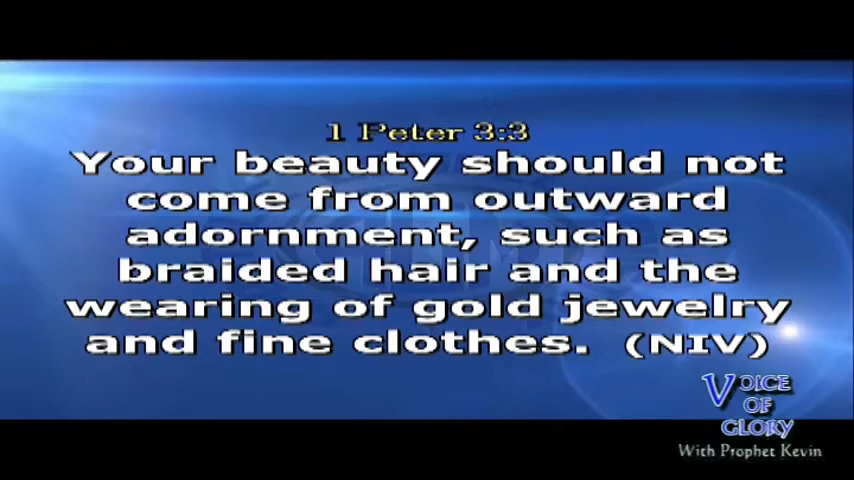 1 Peter 3:3
Your beauty should not
come from outward
adornment, such as
braided hair and the
wearing of gold jewelry
and fine clothes. (NIV)
VOICE
OF
GLORY
With Prophet Kevin